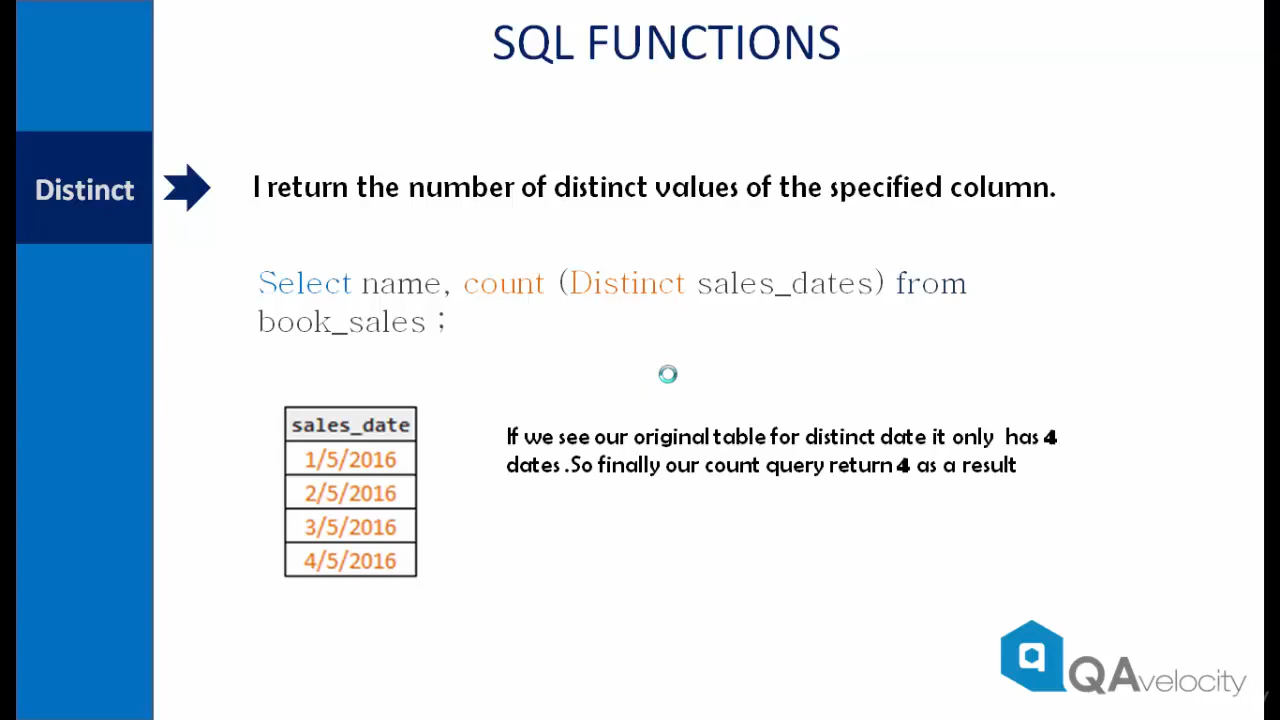 SQL FUNCTIONS
Distinct
I return the number of distinct values of the specified column.
Select name, count (Distinct sales_dates) from
book_sales ;
sales_date
1/5/2016
2/5/2016
3/5/2016
4/5/2016
If we see our original table for distinct date it only has 4
dates .So finally our count query return 4 as a result
q QAvelocity